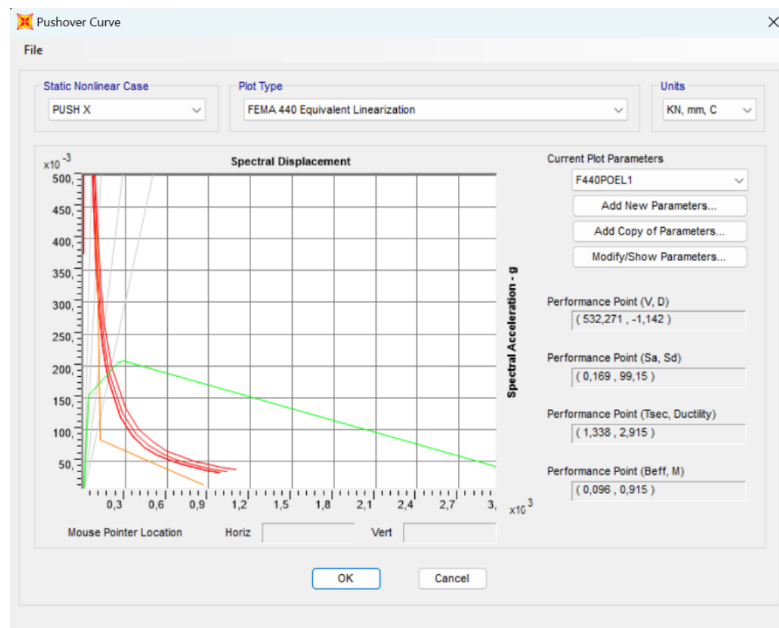 Pushover Curve
File
Static Nonlinear Case
PUSH X
Plot Type
FEMA 440 Equivalent Linearization
Units
KN, mm, C
x10 -3
Spectral Displacement
500,
450,
400,
350,
300,
250,
200,
150,
100,
50,
0,3 0,6 0,9 1,2 1,5 1,8 2,1 2,4 2,7 3,
x10 3
Spectral Acceleration - g
Mouse Pointer Location Horiz Vert
Current Plot Parameters
F440POEL1
Add New Parameters...
Add Copy of Parameters...
Modify/Show Parameters...
Performance Point (V, D)
( 532,271 , -1,142 )
Performance Point (Sa, Sd)
( 0,169 , 99,15 )
Performance Point (Tsec, Ductility)
( 1,338 , 2,915 )
Performance Point (Beff, M)
( 0,096 , 0,915 )
OK Cancel